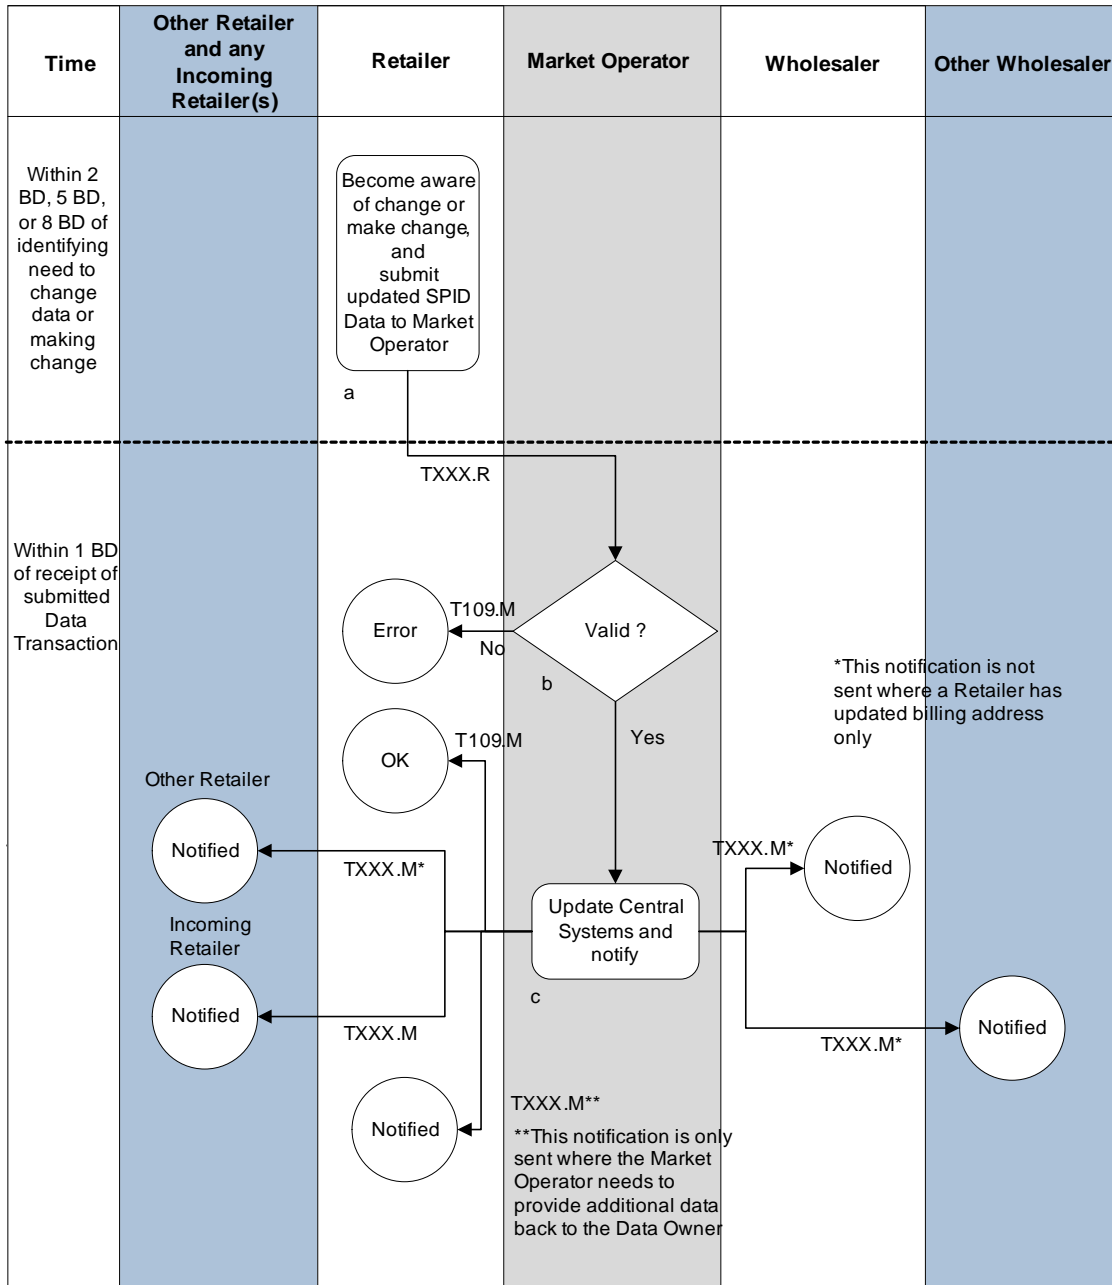 Time
Other Retailer
and any
Incoming
Retailer(s)
Retailer
Market Operator
Wholesaler
Other Wholesaler
Within 2
BD, 5 BD,
or 8 BD of
identifying
need to
change
data or
making
change
Become aware
of change or
make change,
and
submit
updated SPID
Data to Market
Operator
a
TXXX.R
Within 1 BD
of receipt of
submitted
Data
Transaction
Error
T109.M
No
Valid ?
b
*This notification is not
sent where a Retailer has
updated billing address
only
OK
T109.M
Yes
Other Retailer
Notified
TXXX.M*
TXXX.M*
Notified
Update Central
Systems and
notify
c
Incoming
Retailer
Notified
TXXX.M
TXXX.M*
Notified
Notified
TXXX.M**
**This notification is only
sent where the Market
Operator needs to
provide additional data
back to the Data Owner